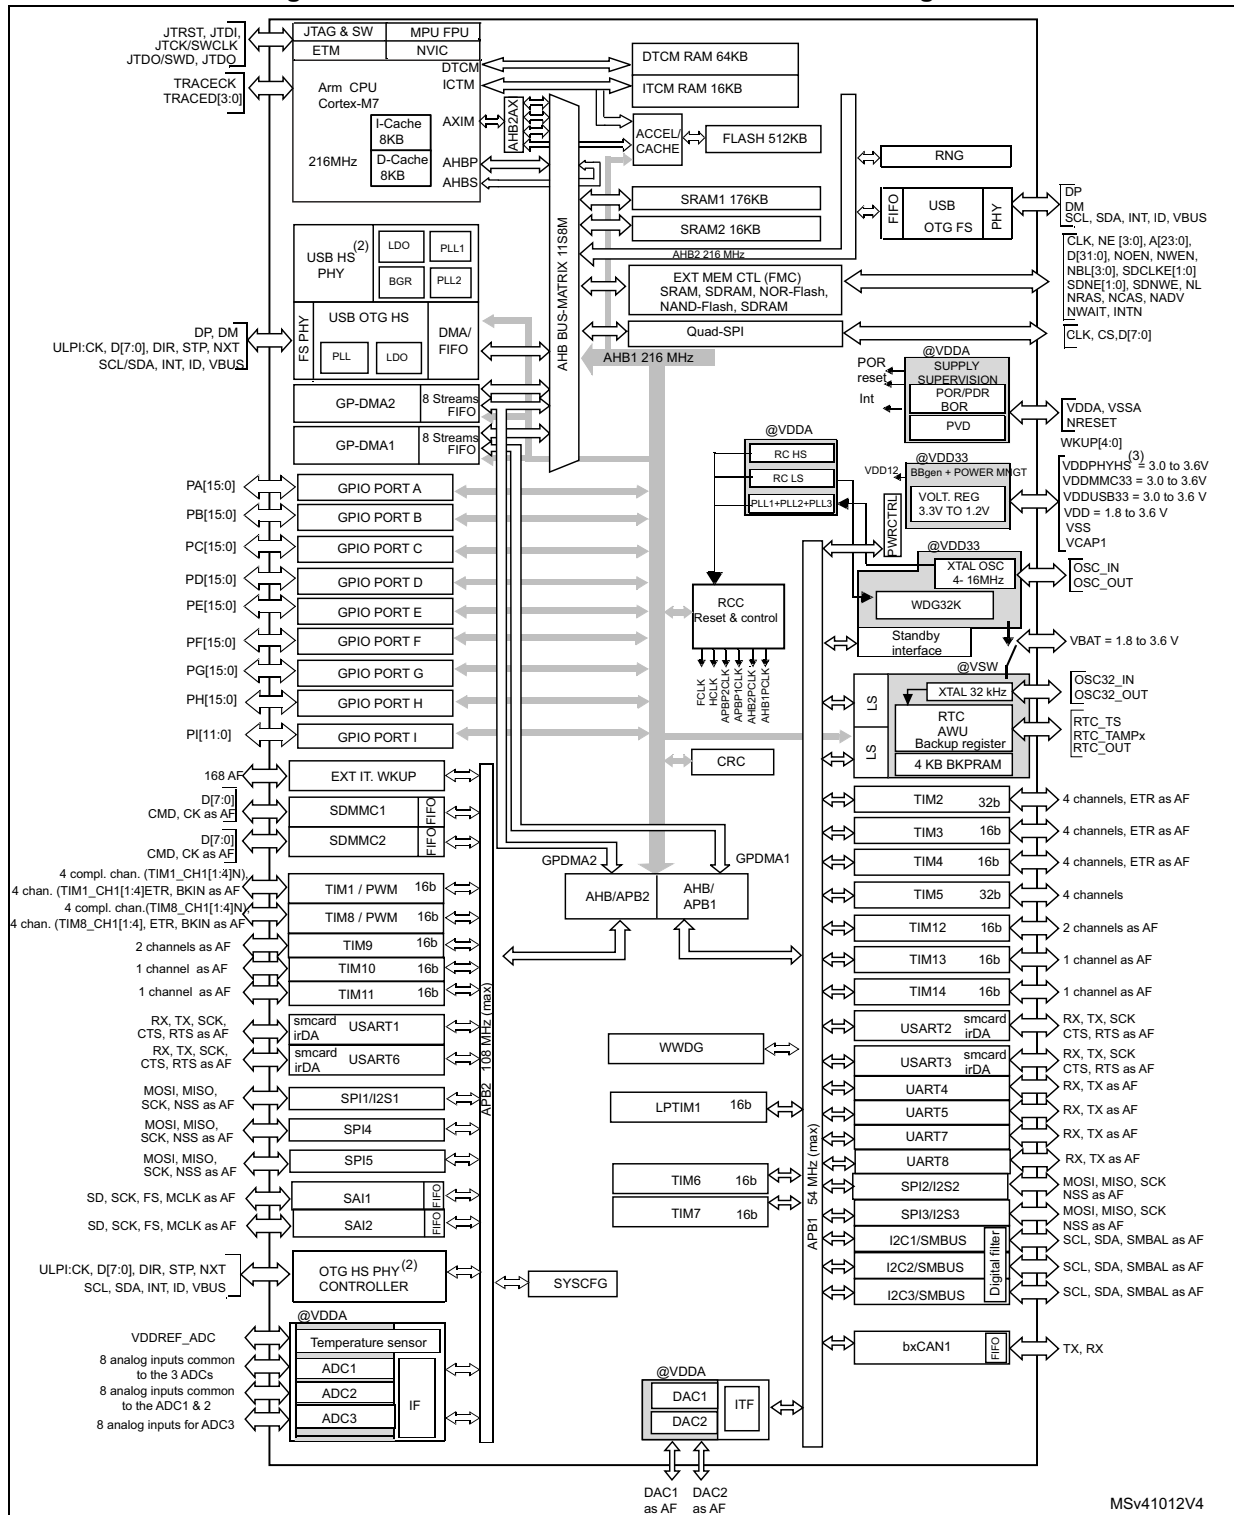 JTRST, JTDI,
JTCK/SWCLK
JTDO/SWD, JTDO
TRACECK
TRACED[3:0]
JTAG & SW
MPU FPU
ETM
NVIC
DTCM
ICTM
Arm CPU
Cortex-M7
AXIM
I-Cache
8KB
D-Cache
8KB
216MHz
AHBP
AHBS
AHB2AX
DTCM RAM 64KB
ITCM RAM 16KB
ACCEL/
CACHE
FLASH 512KB
SRAM1 176KB
SRAM2 16KB
AHB2 216 MHz
EXT MEM CTL (FMC)
SRAM, SDRAM, NOR-Flash,
NAND-Flash, SDRAM
Quad-SPI
AHB BUS-MATRIX 11S8M
AHB1 216 MHz
RNG
FIFO
USB
OTG FS
PHY
DP
DM
SCL, SDA, INT, ID, VBUS
CLK, NE [3:0], A[23:0],
D[31:0], NOEN, NWEN,
NBL[3:0], SDCLKE[1:0]
SDNE[1:0], SDNWE, NL
NRAS, NCAS, NADV
NWAIT, INTN
CLK, CS,D[7:0]
USB HS
(2)
PHY
LDO
PLL1
BGR
PLL2
FS PHY
USB OTG HS
PLL
LDO
DMA/
FIFO
DP, DM
ULPI:CK, D[7:0], DIR, STP, NXT
SCL/SDA, INT, ID, VBUS
GP-DMA2
8 Streams
FIFO
GP-DMA1
8 Streams
FIFO
@VDDA
POR
reset
Int
SUPPLY
SUPERVISION
POR/PDR
BOR
PVD
VDDA, VSSA
NRESET
WKUP[4:0]
@VDDA
RC HS
RC LS
PLL1+PLL2+PLL3
@VDD33
VDD12
BBgen + POWER MNGT
VOLT. REG
3.3V TO 1.2V
PWRCTRL
(3)
VDDPHYHS = 3.0 to 3.6V
VDDMMC33 = 3.0 to 3.6V
VDDUSB33 = 3.0 to 3.6 V
VDD = 1.8 to 3.6 V
VSS
VCAP1
@VDD33
XTAL OSC
4- 16MHz
WDG32K
Standby
interface
OSC_IN
OSC_OUT
VBAT = 1.8 to 3.6 V
@VSW
LS
LS
XTAL 32 kHz
RTC
AWU
Backup register
4 KB BKPRAM
OSC32_IN
OSC32_OUT
RTC_TS
RTC_TAMPx
RTC_OUT
RCC
Reset & control
FCLK
HCLK
APBP2CLK
APBP1CLK
AHB2PCLK
AHB1PCLK
CRC
PA[15:0]
GPIO PORT A
PB[15:0]
GPIO PORT B
PC[15:0]
GPIO PORT C
PD[15:0]
GPIO PORT D
PE[15:0]
GPIO PORT E
PF[15:0]
GPIO PORT F
PG[15:0]
GPIO PORT G
PH[15:0]
GPIO PORT H
PI[11:0]
GPIO PORT I
168 AF
EXT IT. WKUP
D[7:0]
CMD, CK as AF
SDMMC1
FIFO
D[7:0]
CMD, CK as AF
SDMMC2
FIFO
4 compl. chan. (TIM1_CH1[1:4]N),
4 chan. (TIM1_CH1[1:4]ETR, BKIN as AF
TIM1 / PWM 16b
4 compl. chan.(TIM8_CH1[1:4]N),
4 chan. (TIM8_CH1[1:4], ETR, BKIN as AF
TIM8 / PWM 16b
2 channels as AF
TIM9 16b
1 channel as AF
TIM10 16b
1 channel as AF
TIM11 16b
RX, TX, SCK,
CTS, RTS as AF
smcard
irDA
USART1
RX, TX, SCK,
CTS, RTS as AF
smcard
irDA
USART6
MOSI, MISO,
SCK, NSS as AF
SPI1/I2S1
MOSI, MISO,
SCK, NSS as AF
SPI4
MOSI, MISO,
SCK, NSS as AF
SPI5
SD, SCK, FS, MCLK as AF
SAI1
FIFO
SD, SCK, FS, MCLK as AF
SAI2
FIFO
ULPI:CK, D[7:0], DIR, STP, NXT
SCL, SDA, INT, ID, VBUS
OTG HS PHY(2)
CONTROLLER
SYSCFG
@VDDA
VDDREF_ADC
Temperature sensor
8 analog inputs common
to the 3 ADCs
ADC1
8 analog inputs common
to the ADC1 & 2
ADC2
8 analog inputs for ADC3
ADC3
IF
APB2 108 MHz (max)
GPDMA2
GPDMA1
AHB/APB2
AHB/
APB1
WWDG
LPTIM1 16b
TIM6 16b
TIM7 16b
APB1 54 MHz (max)
@VDDA
DAC1
DAC2
ITF
DAC1
as AF
DAC2
as AF
TIM2 32b
4 channels, ETR as AF
TIM3 16b
4 channels, ETR as AF
TIM4 16b
4 channels, ETR as AF
TIM5 32b
4 channels
TIM12 16b
2 channels as AF
TIM13 16b
1 channel as AF
TIM14 16b
1 channel as AF
USART2
smcard
irDA
RX, TX, SCK
CTS, RTS as AF
USART3
smcard
irDA
RX, TX, SCK
CTS, RTS as AF
UART4
RX, TX as AF
UART5
RX, TX as AF
UART7
RX, TX as AF
UART8
RX, TX as AF
SPI2/I2S2
MOSI, MISO, SCK
NSS as AF
SPI3/I2S3
MOSI, MISO, SCK
NSS as AF
I2C1/SMBUS
SCL, SDA, SMBAL as AF
I2C2/SMBUS
SCL, SDA, SMBAL as AF
I2C3/SMBUS
SCL, SDA, SMBAL as AF
Digital filter
bxCAN1
FIFO
TX, RX
MSv41012V4